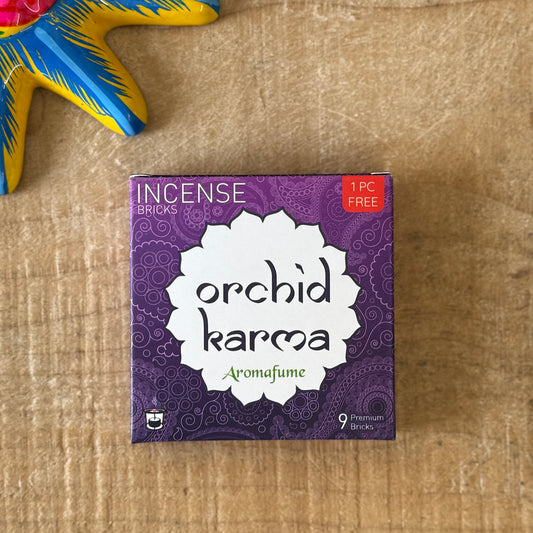 INCENSE
BRICKS
1 PC
FREE
orchid
karma
Aromafume
9 Premium
Bricks